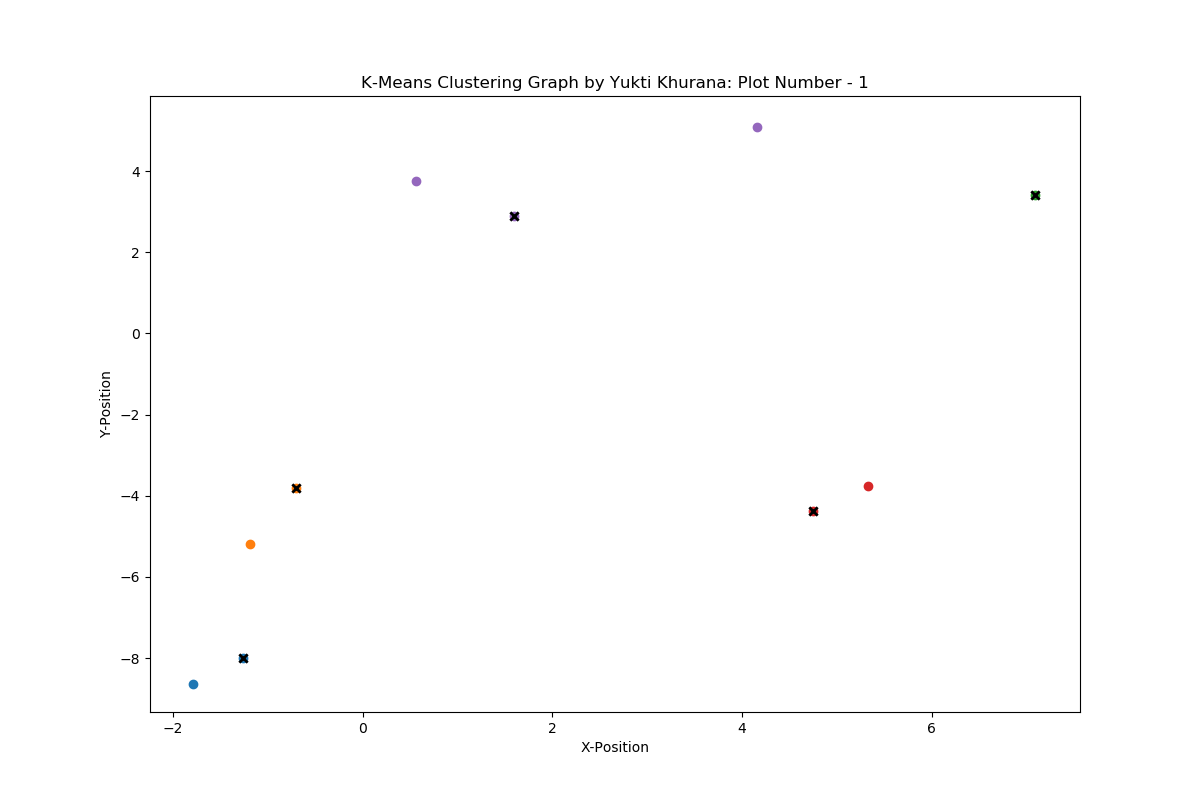 K-Means Clustering Graph by Yukti Khurana: Plot Number - 1
4
2
0
−2
−4
−6
−8
Y-Position
−2 0 2 4 6
X-Position